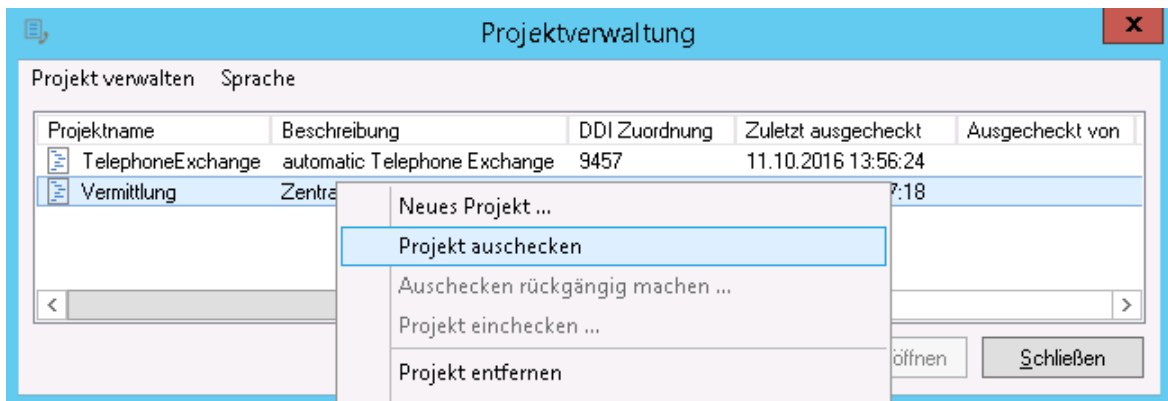 Projektverwaltung
x
Projekt verwalten Sprache
Projektname Beschreibung DDI Zuordnung Zuletzt ausgecheckt Ausgecheckt von
TelephoneExchange automatic Telephone Exchange 9457 11.10.2016 13:56:24
Vermittlung Zentra 7:18
Neues Projekt ...
Projekt auschecken
Auschecken rückgängig machen ...
Projekt einchecken ...
öffnen Schließen
Projekt entfernen